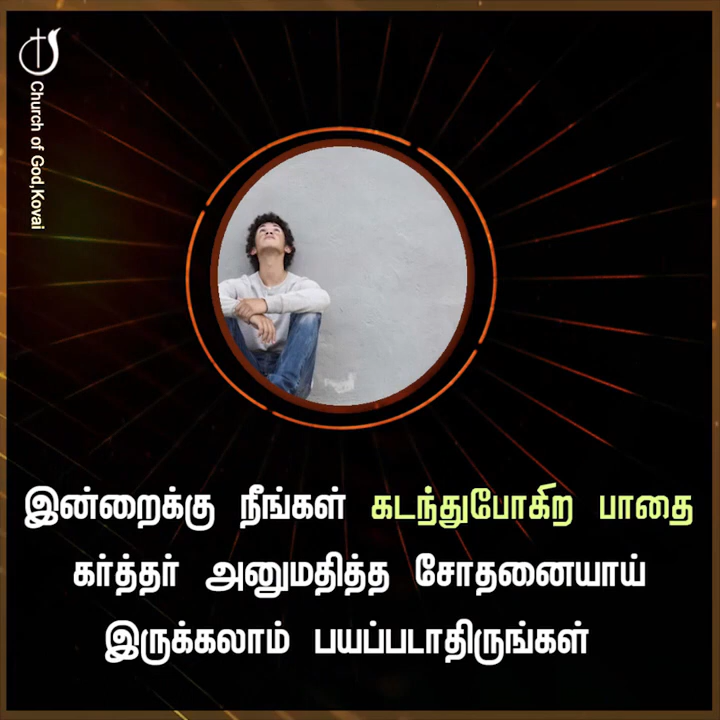 Church of God,Kovai
இன்றைக்கு நீங்கள் கடந்துபோகிற பாதை
கர்த்தர் அனுமதித்த சோதனையாய்
இருக்கலாம் பயப்படாதிருங்கள்